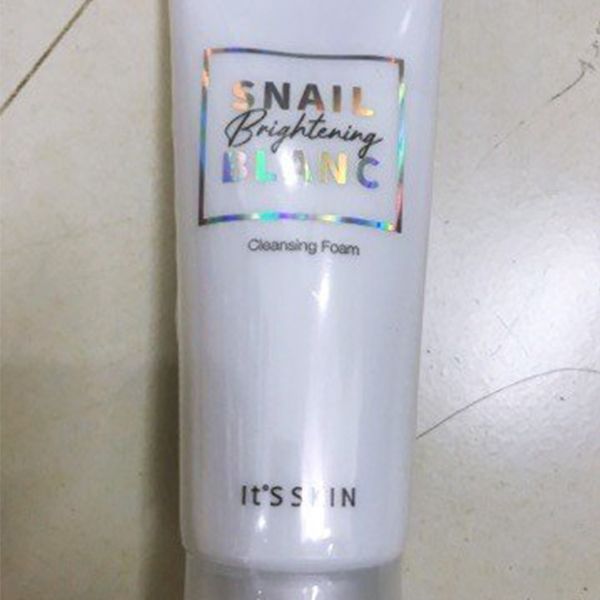 SNAIL
Brightening
BLANC
Cleansing Foam
It'S SKIN